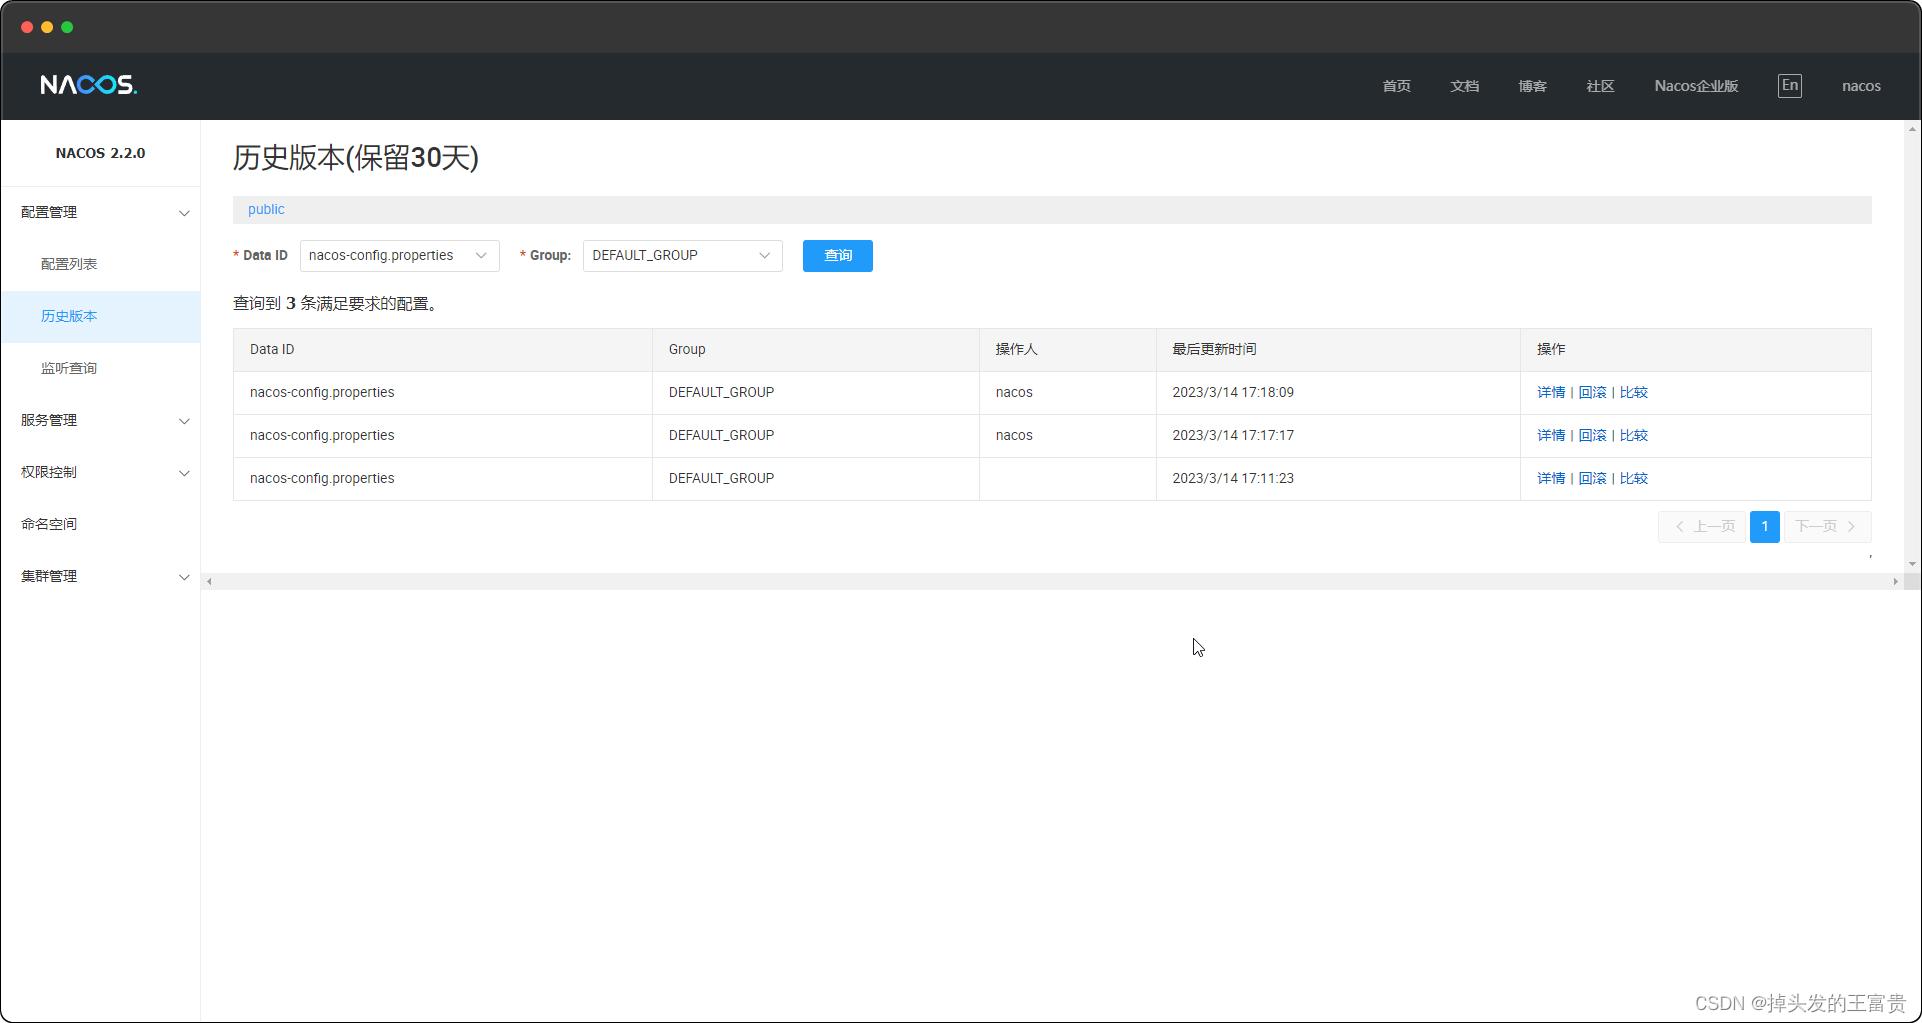 NACOS.
首页 文档 博客 社区 Nacos企业版 En nacos
NACOS 2.2.0
配置管理
配置列表
历史版本
监听查询
服务管理
权限控制
命名空间
集群管理
历史版本(保留30天)
public
* Data ID nacos-config.properties * Group: DEFAULT_GROUP 查询
查询到 3 条满足要求的配置。
Data ID Group 操作人 最后更新时间 操作
nacos-config.properties DEFAULT_GROUP nacos 2023/3/14 17:18:09 详情 | 回滚 | 比较
nacos-config.properties DEFAULT_GROUP nacos 2023/3/14 17:17:17 详情 | 回滚 | 比较
nacos-config.properties DEFAULT_GROUP 2023/3/14 17:11:23 详情 | 回滚 | 比较
上一页 1 下一页
,
CSDN @掉头发的王富贵